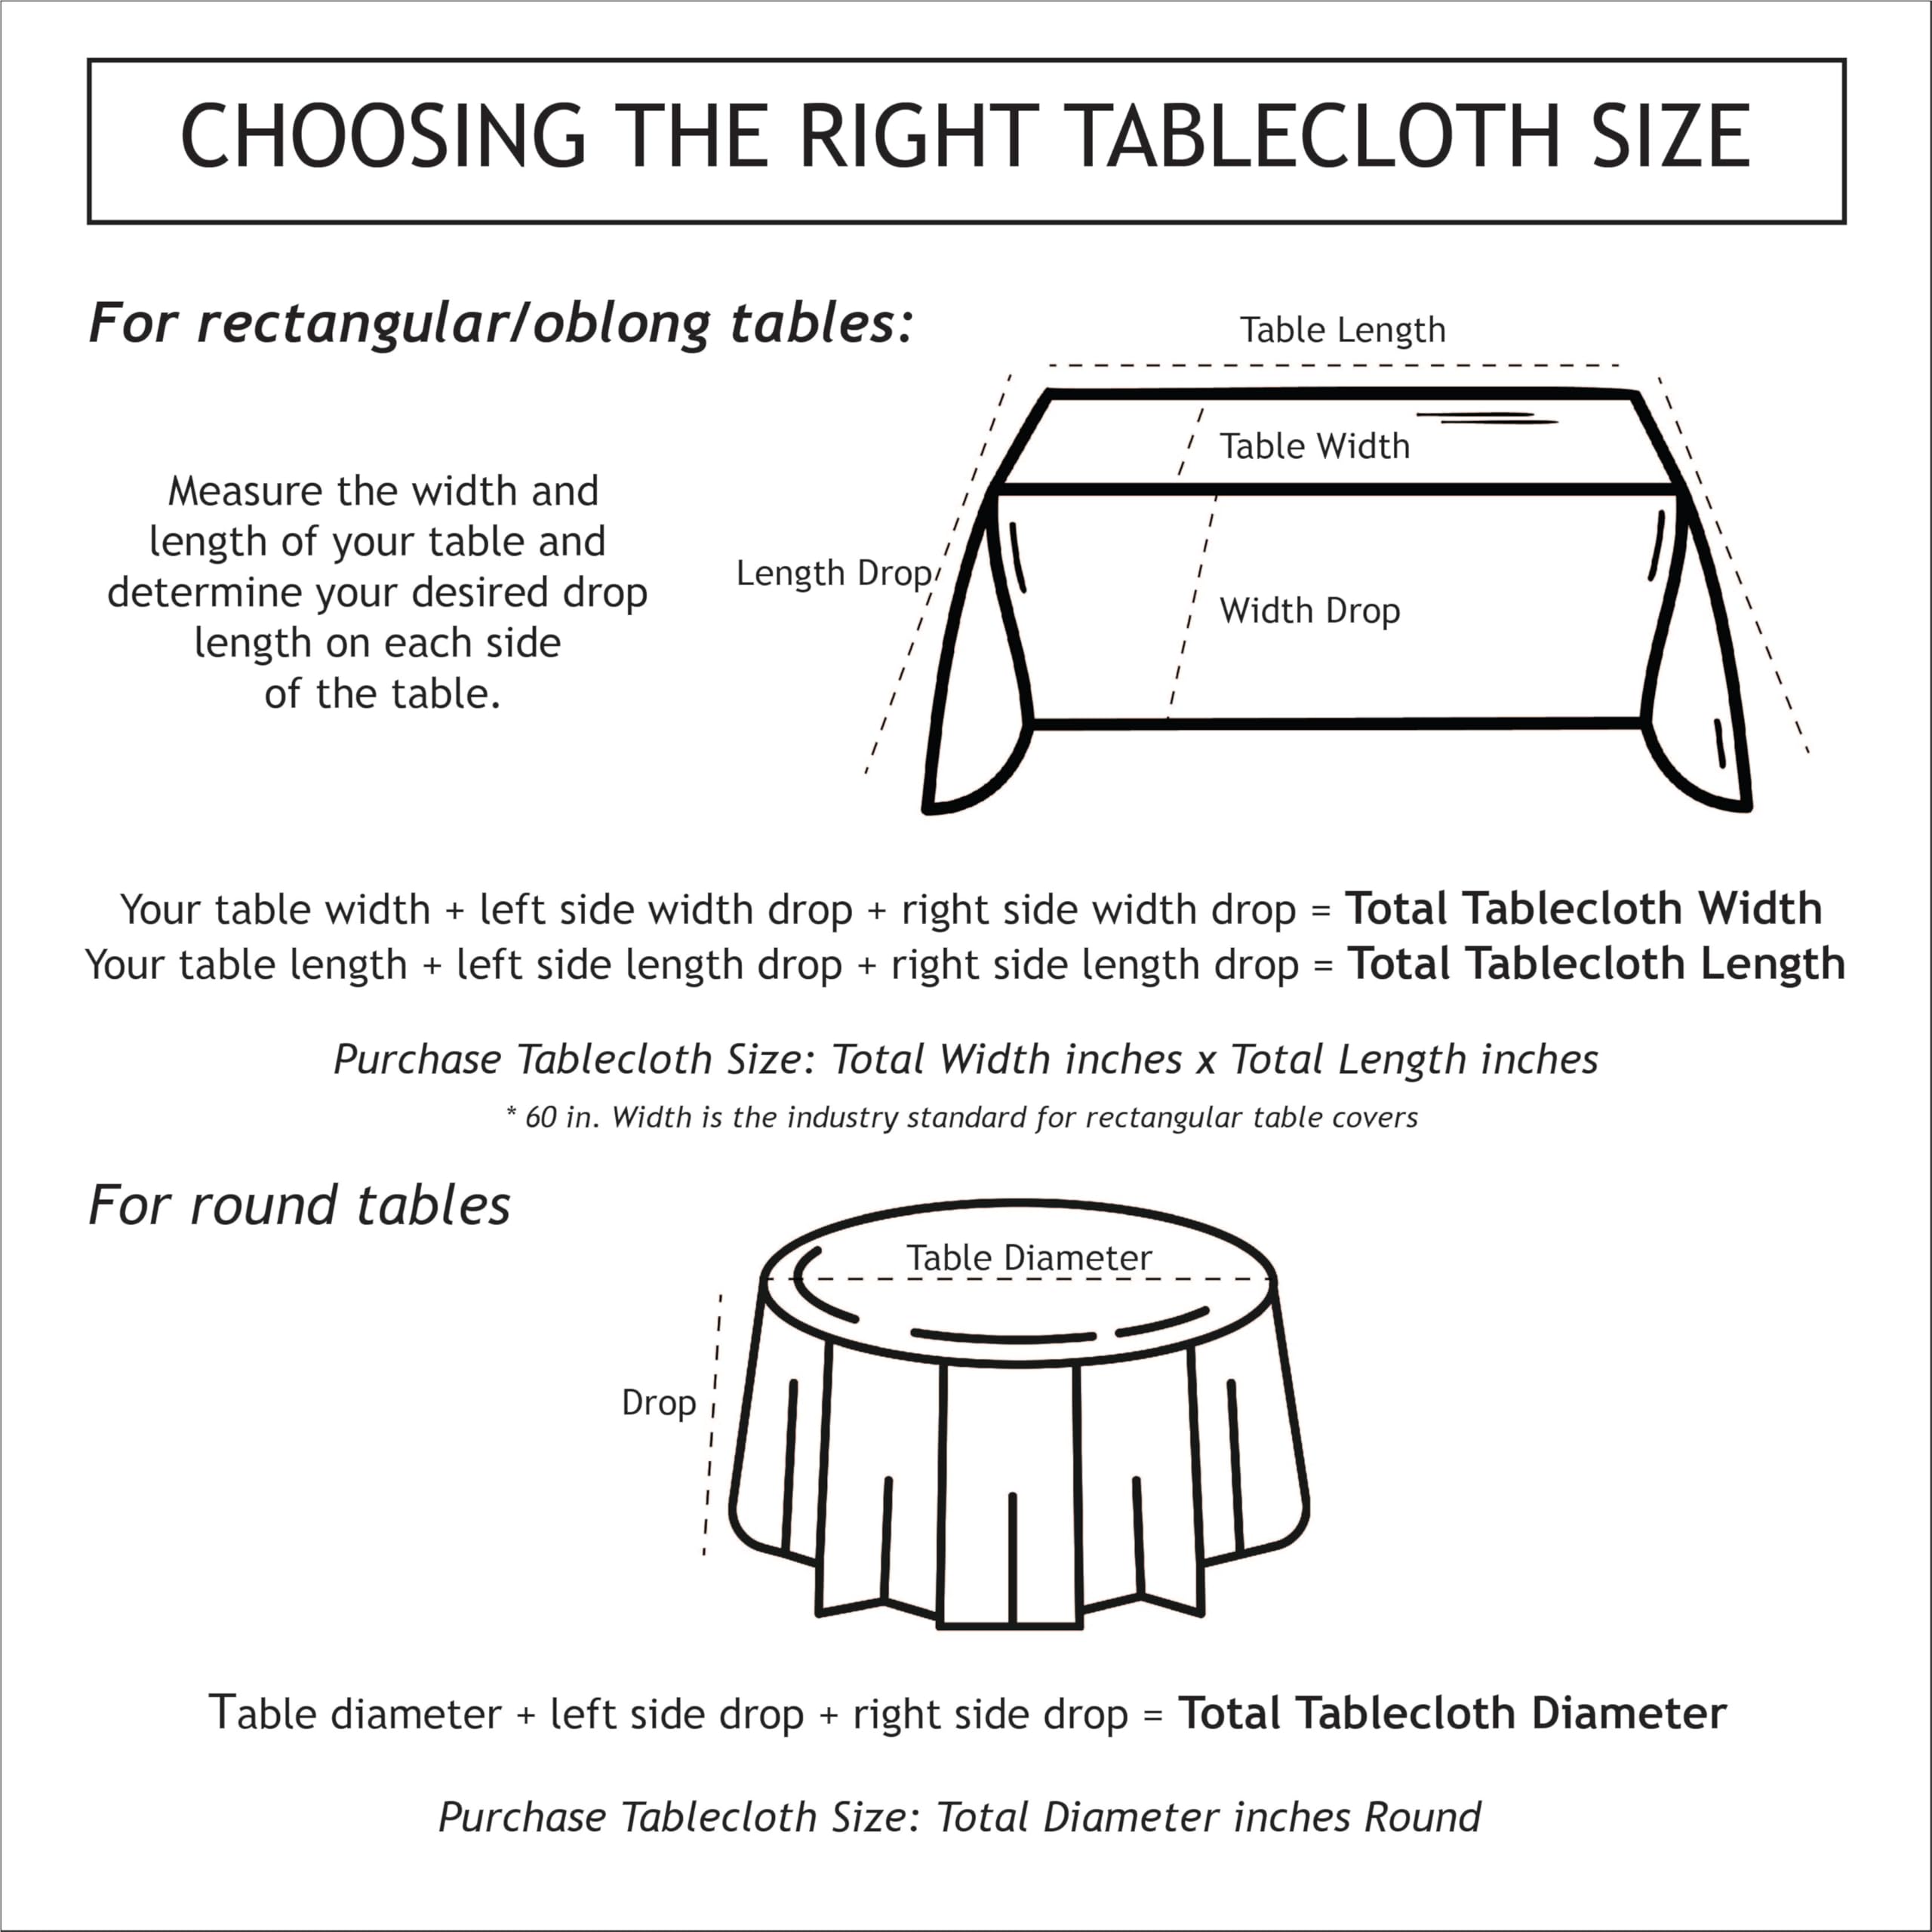 CHOOSING THE RIGHT TABLECLOTH SIZE
For rectangular/oblong tables:
Table Length
Table Width
Measure the width and
length of your table and
determine your desired drop
length on each side
of the table.
Length Drop
Width Drop
Your table width + left side width drop + right side width drop = Total Tablecloth Width
Your table length + left side length drop + right side length drop = Total Tablecloth Length
Purchase Tablecloth Size: Total Width inches x Total Length inches
* 60 in. Width is the industry standard for rectangular table covers
For round tables
Table Diameter
Drop
Table diameter + left side drop + right side drop = Total Tablecloth Diameter
Purchase Tablecloth Size: Total Diameter inches Round